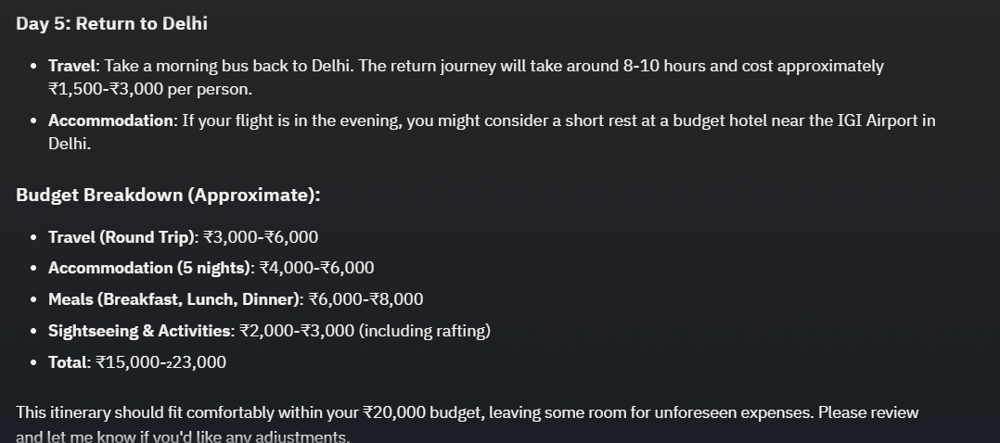 Day 5: Return to Delhi
• Travel: Take a morning bus back to Delhi. The return journey will take around 8-10 hours and cost approximately
₹1,500-₹3,000 per person.
• Accommodation: If your flight is in the evening, you might consider a short rest at a budget hotel near the IGI Airport in
Delhi.
Budget Breakdown (Approximate):
• Travel (Round Trip): ₹3,000-₹6,000
• Accommodation (5 nights): ₹4,000-₹6,000
• Meals (Breakfast, Lunch, Dinner): ₹6,000-₹8,000
• Sightseeing & Activities: ₹2,000-₹3,000 (including rafting)
• Total: ₹15,000-₂23,000
This itinerary should fit comfortably within your ₹20,000 budget, leaving some room for unforeseen expenses. Please review
and let me know if you'd like any adjustments.